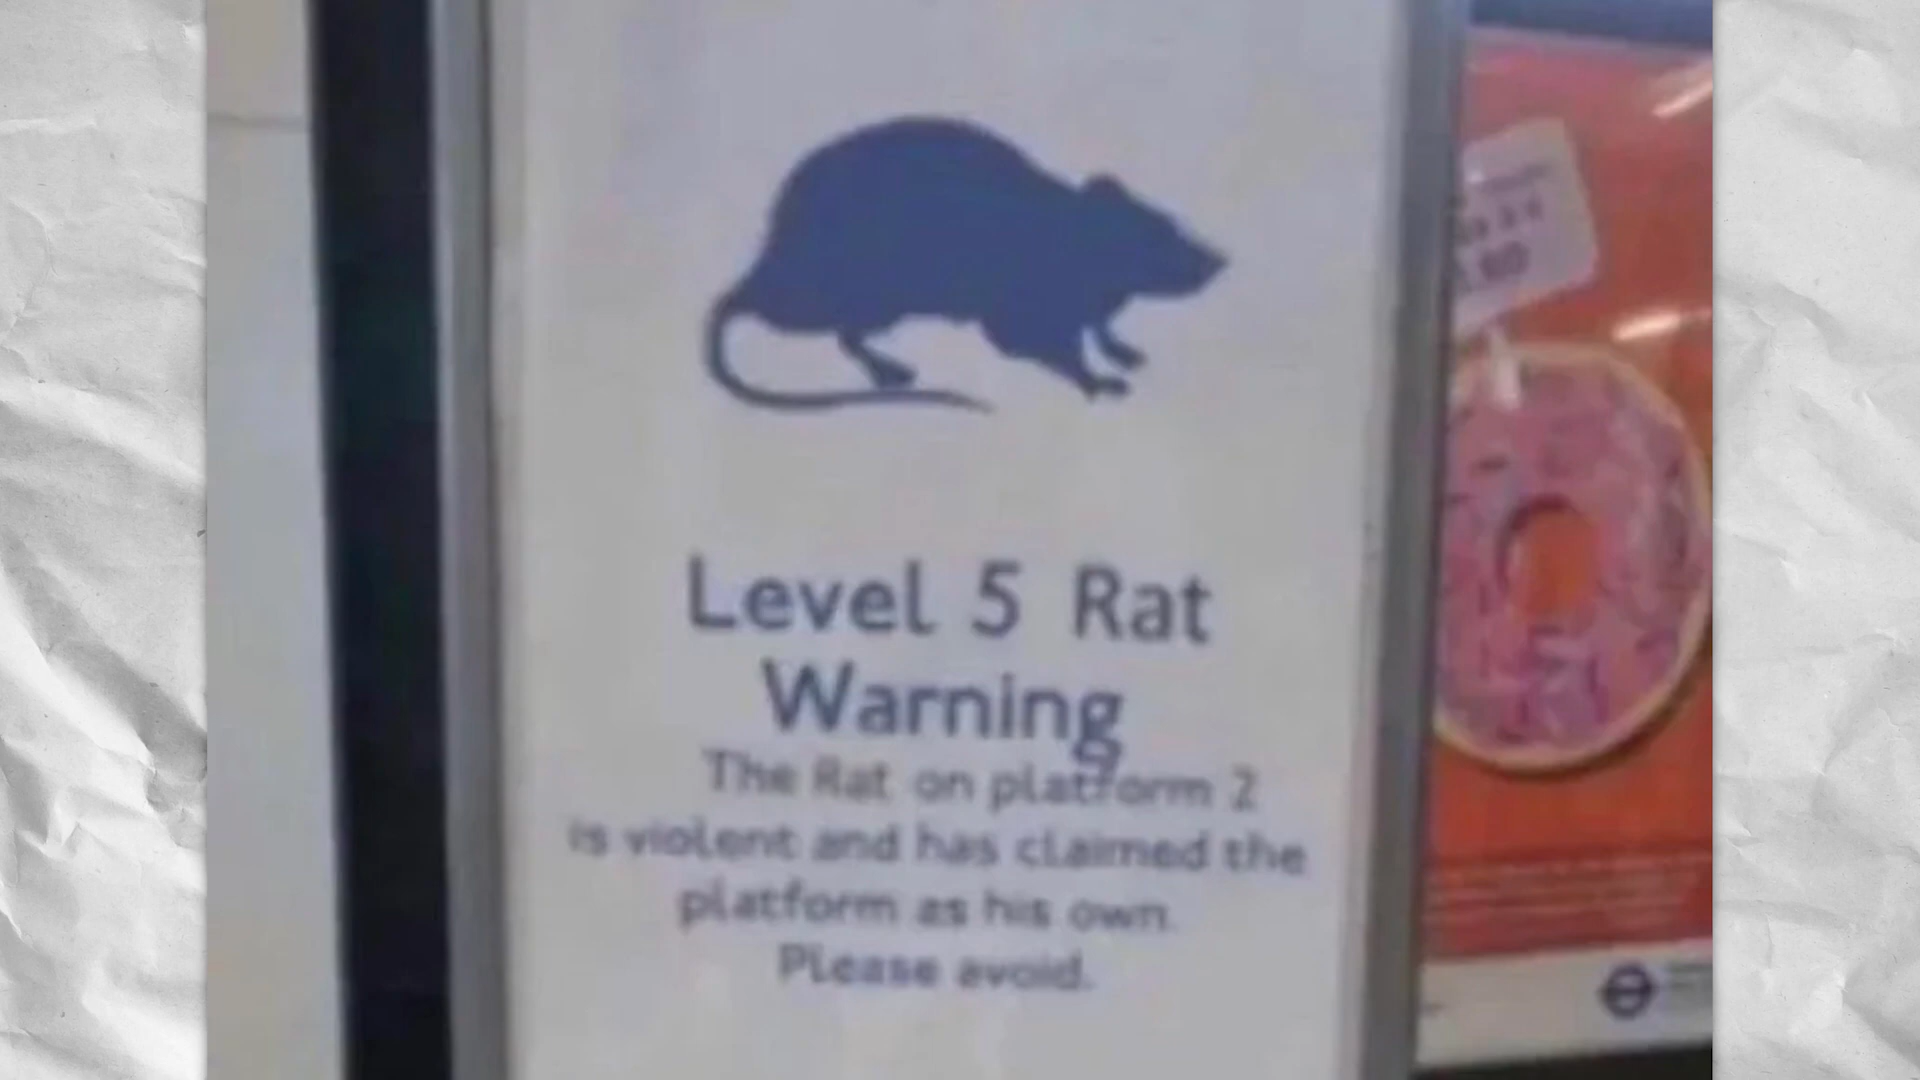 Level 5 Rat
Warning
The Rat on platform 2
is violent and has claimed the
platform as his own.
Please avoid.